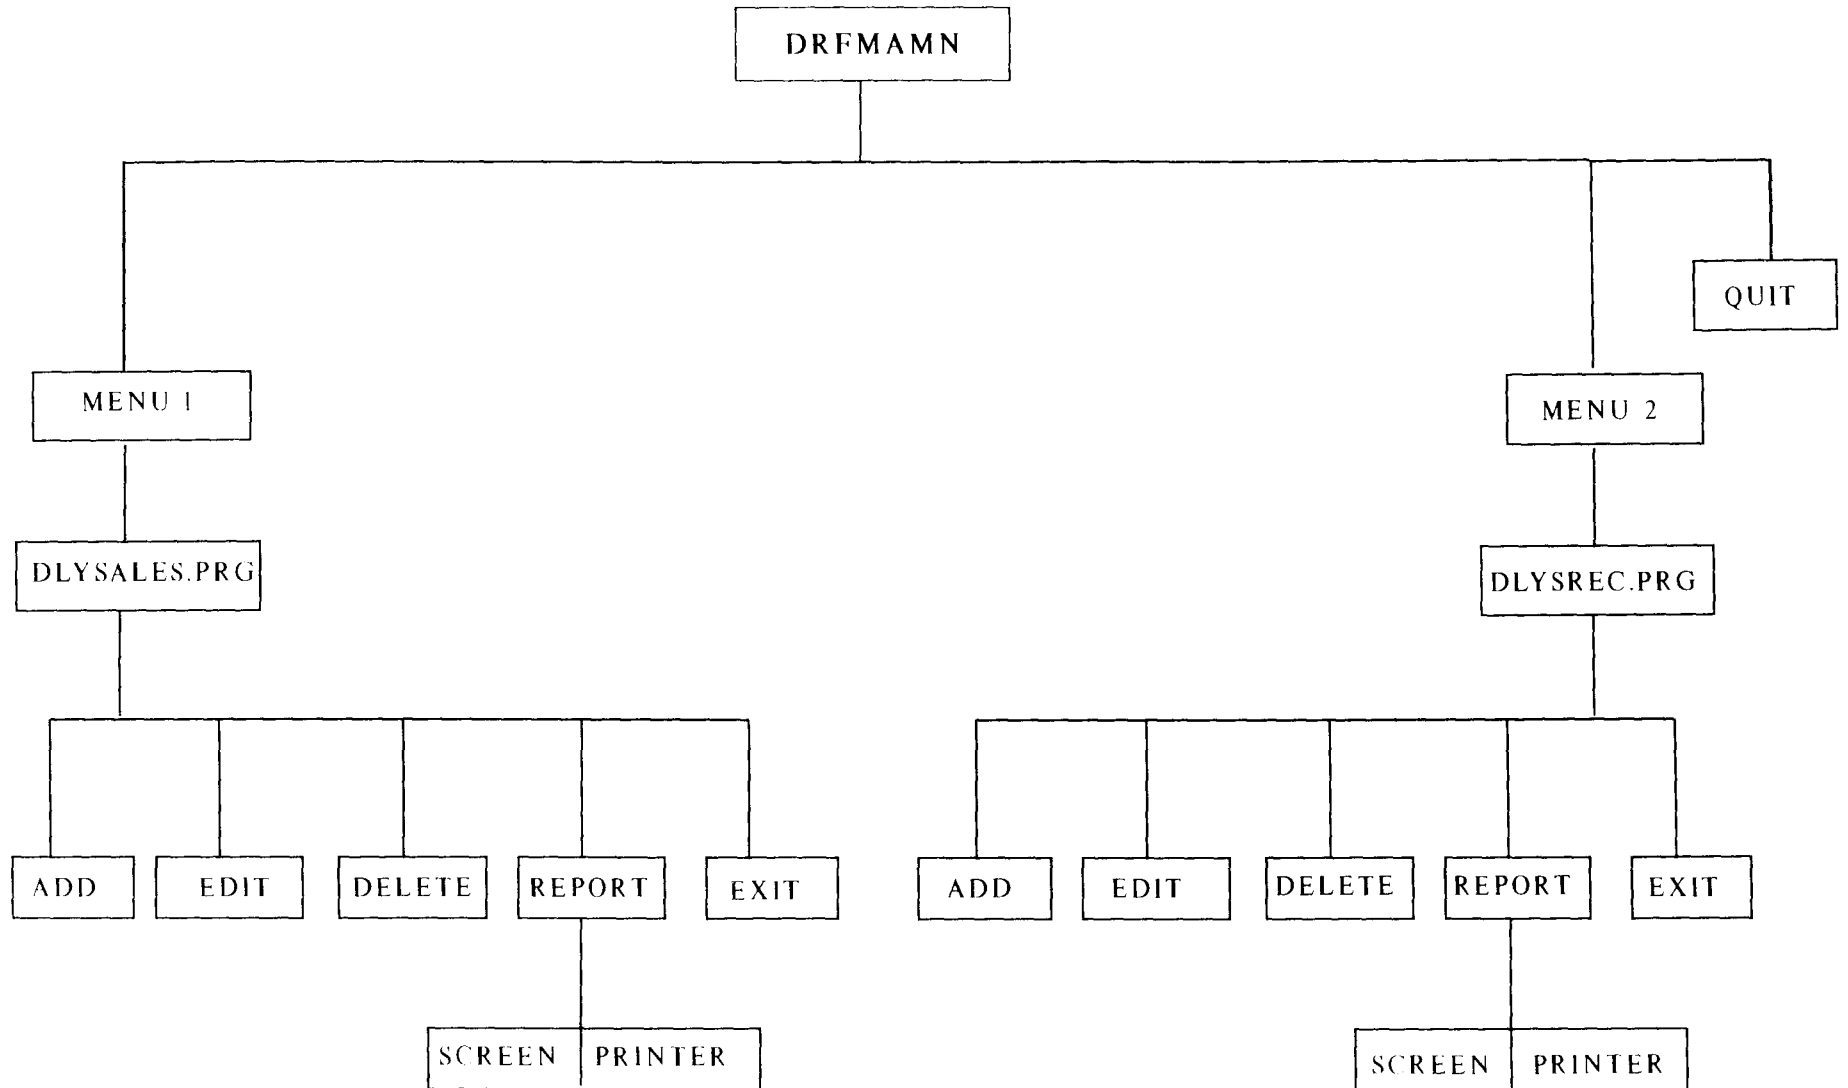 DRFMAMN
QUIT
MENU 1
MENU 2
DLYSALES.PRG
DLYSREC.PRG
ADD EDIT DELETE REPORT EXIT ADD EDIT DELETE REPORT EXIT
SCREEN PRINTER SCREEN PRINTER